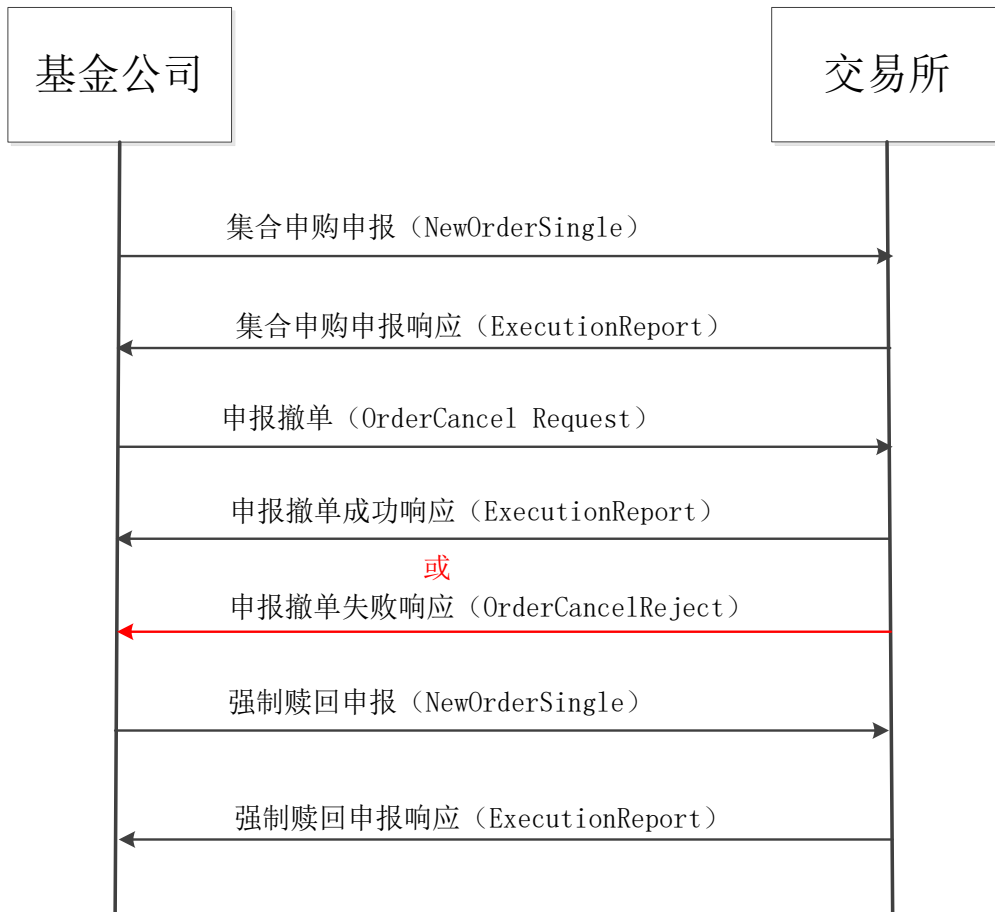 基金公司
交易所
集合申购申报（NewOrderSingle）
集合申购申报响应（ExecutionReport）
申报撤单（OrderCancel Request）
申报撤单成功响应（ExecutionReport）
或
申报撤单失败响应（OrderCancelReject）
强制赎回申报（NewOrderSingle）
强制赎回申报响应（ExecutionReport）